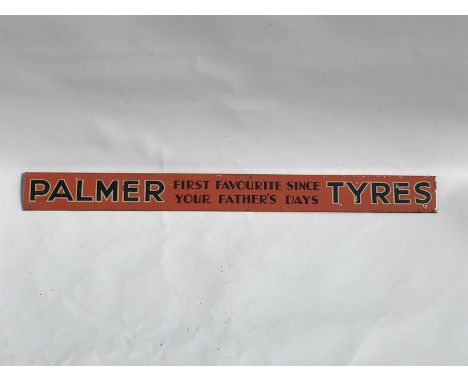 PALMER FIRST FAVOURITE SINCE YOUR FATHER'S DAYS TYRES